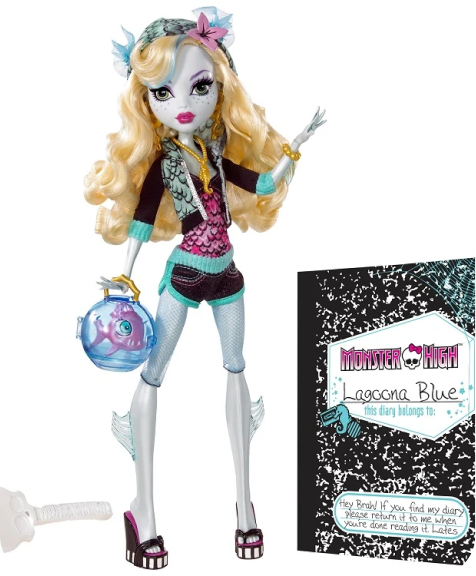 MONSTER HIGH
Lagoona Blue
this diary belongs to:
Hey Brah! If you find my diary
please return it to me when
you're done reading it. Lates